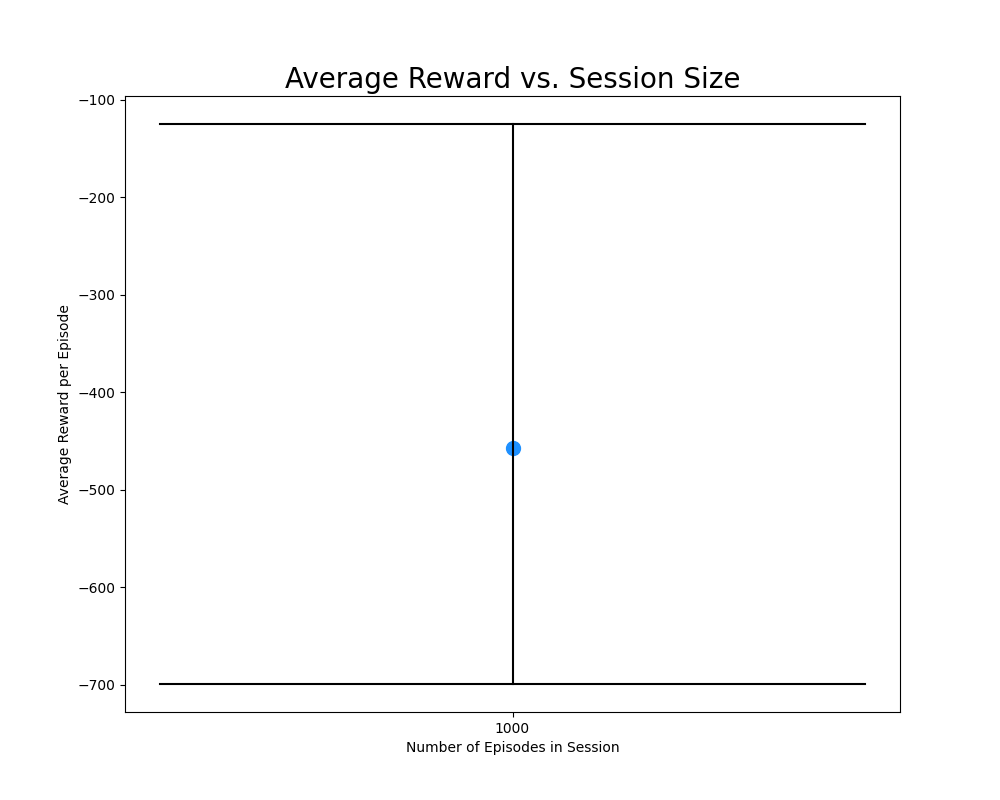 Average Reward vs. Session Size
−100
−200
−300
−400
−500
−600
−700
Average Reward per Episode
1000
Number of Episodes in Session